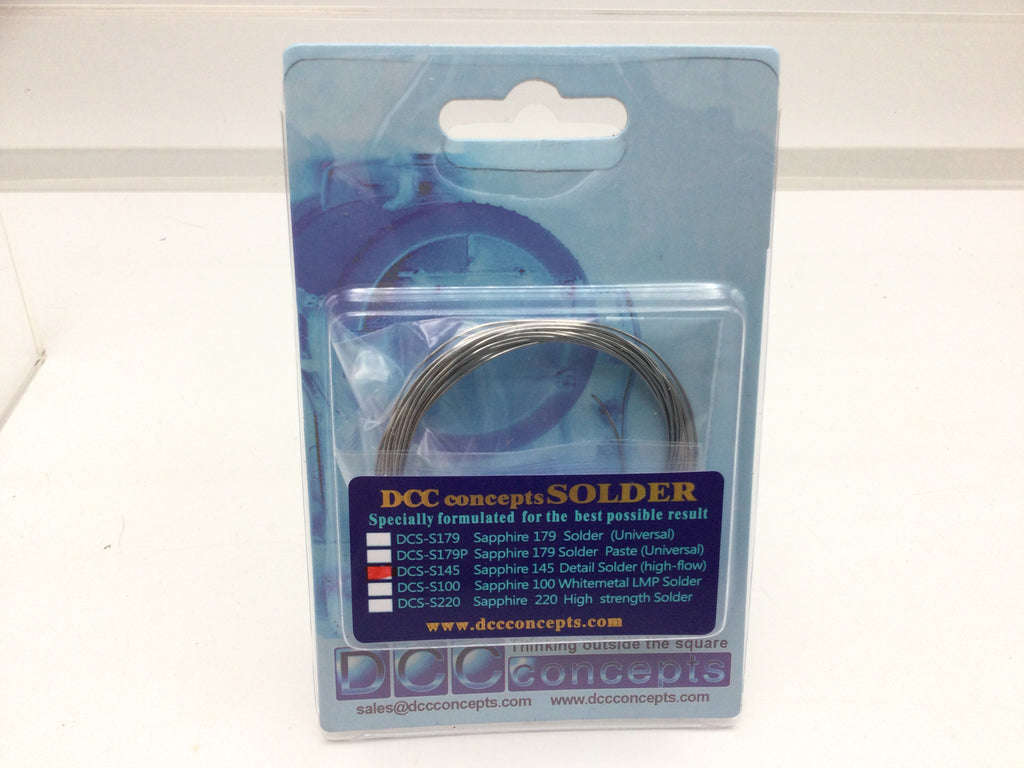 DCC concepts SOLDER
Specially formulated for the best possible result
DCS-S179 Sapphire 179 Solder (Universal)
DCS-S179P Sapphire 179 Solder Paste (Universal)
DCS-S145 Sapphire 145 Detail Solder (high-flow)
DCS-S100 Sapphire 100 Whitemetal LMP Solder
DCS-S220 Sapphire 220 High strength Solder
www.dccconcepts.com
Thinking outside the square
DCC concepts
sales@dccconcepts.com www.dccconcepts.com